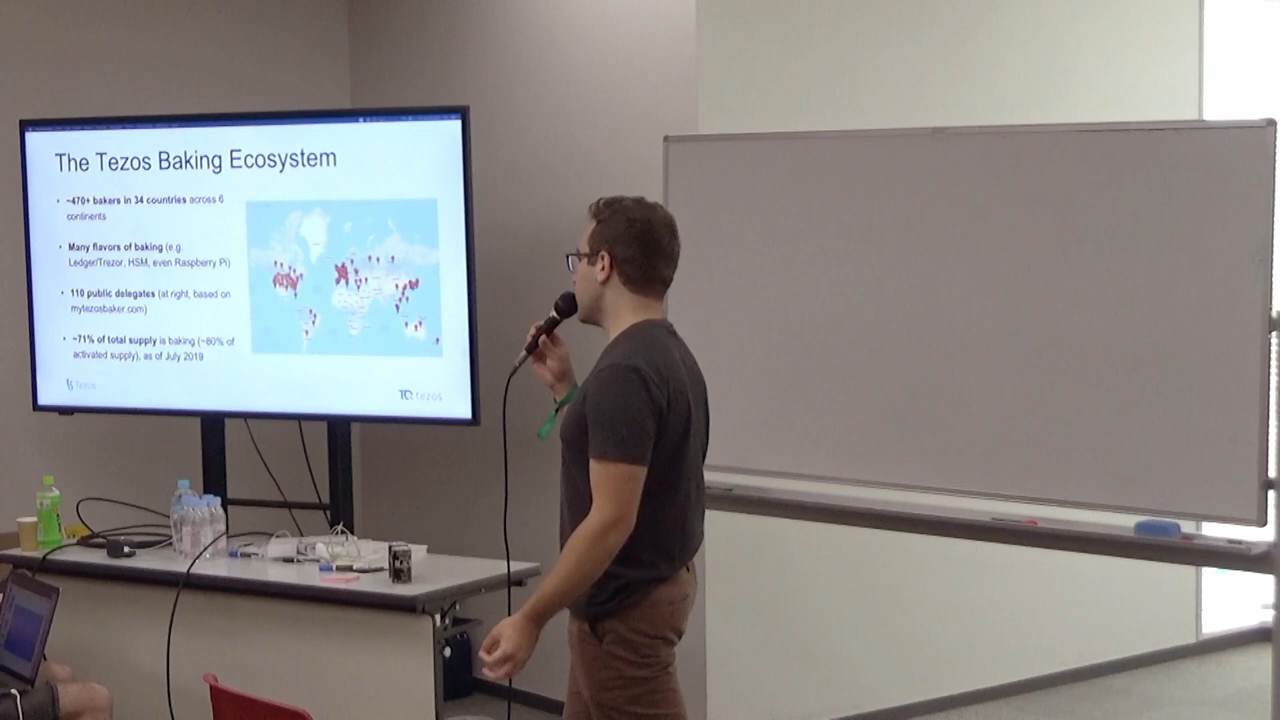 The Tezos Baking Ecosystem
• ~470+ bakers in 34 countries across 6
continents
• Many flavors of baking (e.g.
Ledger/Trezor, HSM, even Raspberry Pi)
• 110 public delegates (at right, based on
mytezosbaker.com)
• ~71% of total supply is baking (~80% of
activated supply), as of July 2019
Tezos
TQ tezos